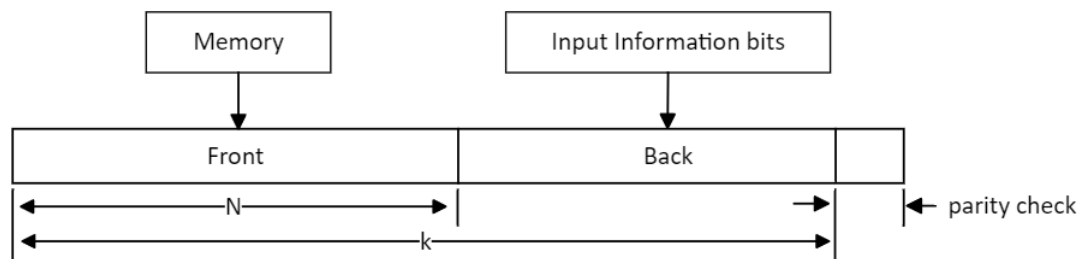 Memory
Input Information bits
Front
Back
N
parity check
k